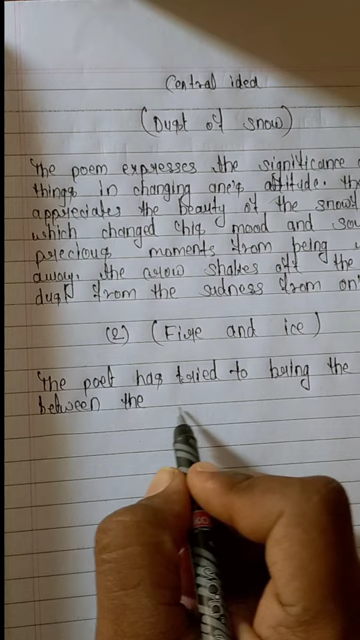 Central idea
(Dust of snow)
The poem expresses the significance
things in changing one's attitude. The
appreciates the beauty of the snow
which changed his mood and
precious moments from being
away. the crow shakes off the
dust from the sadness from
(2) (Fire and ice)
The poet has tried to bring the
between the